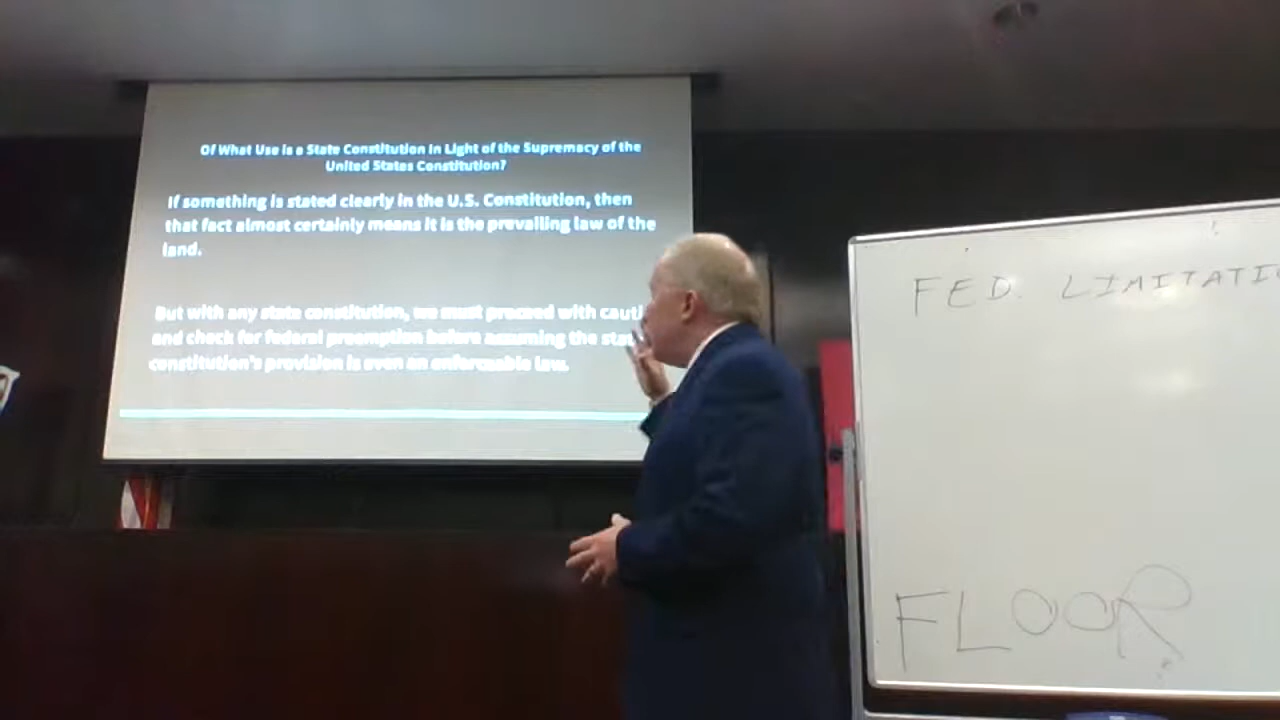 Of What Use is a State Constitution in Light of the Supremacy of the
United States Constitution?
If something is stated clearly in the U.S. Constitution, then
that fact almost certainly means it is the prevailing law of the
land.
But with any state constitution, we must proceed with cauti
and check for federal preemption before assuming the stat
constitution's provision is even an enforceable law.
FED. LIMITATIO
FLOOR